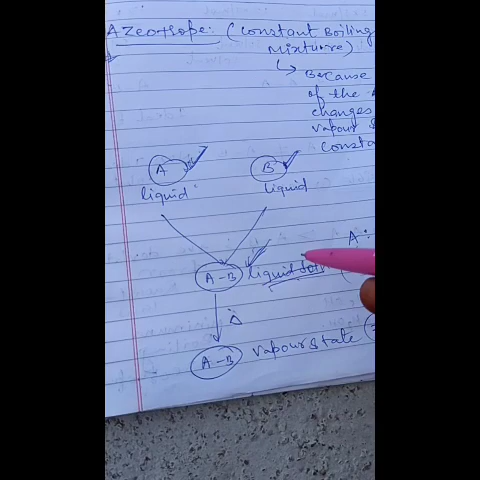 Azeotrope: (Constant Boiling
Mixture)
↳ Because
of the
changes
vapour
consta
A
B
liquid
liquid
A:
A-B liquid
Δ
A-B vapour state